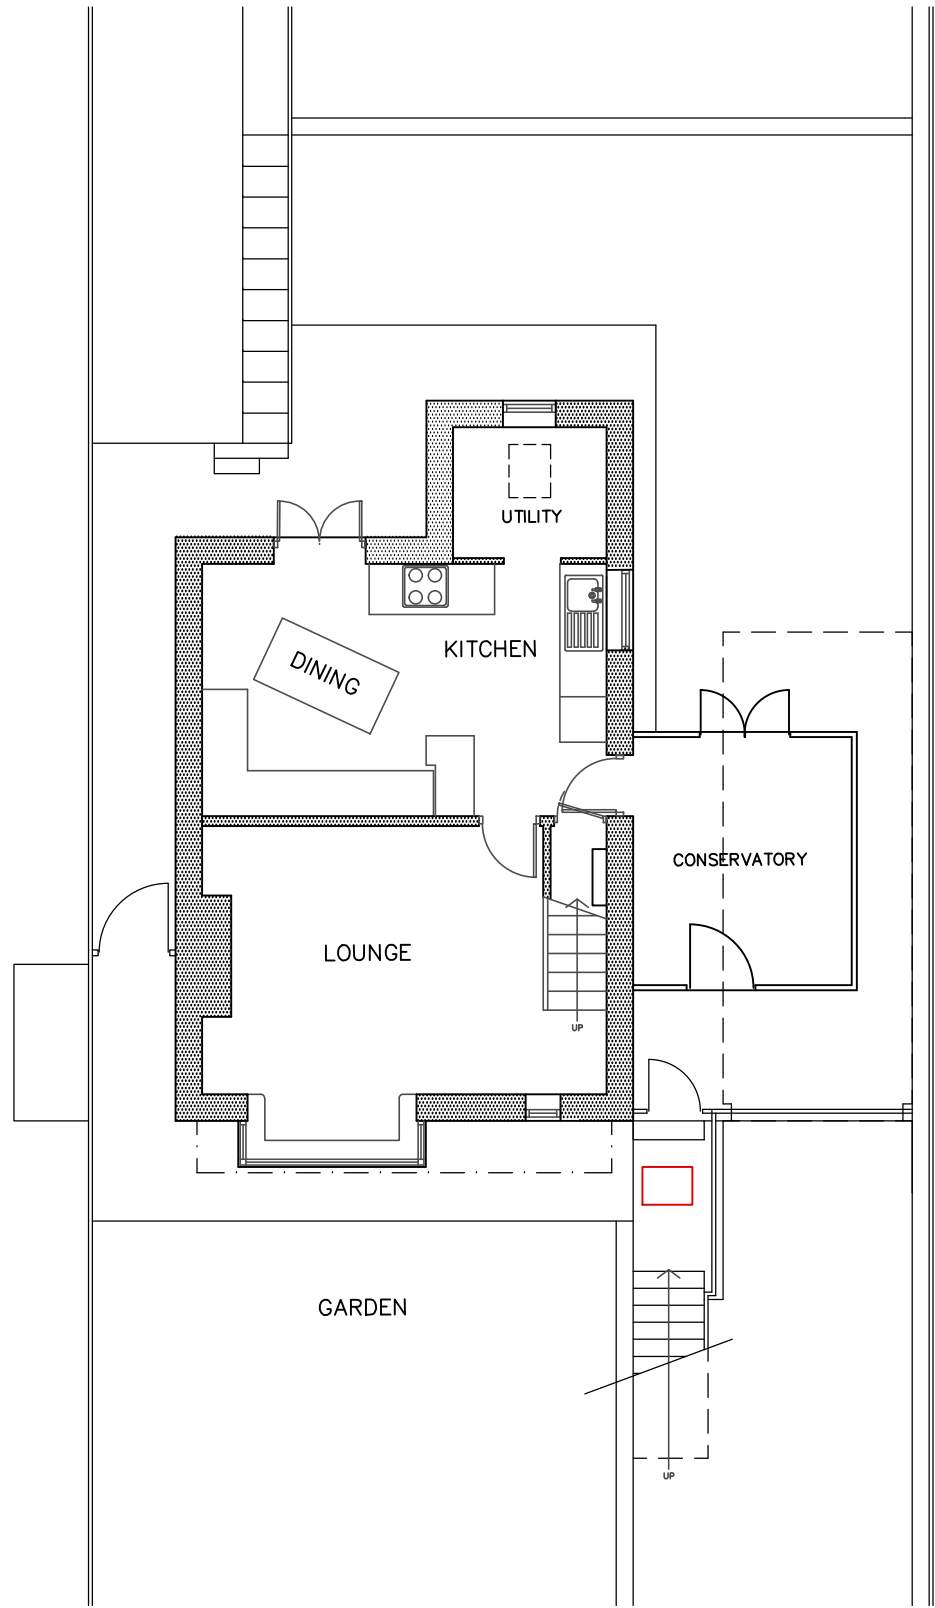 UTILITY
KITCHEN
DINING
CONSERVATORY
LOUNGE
UP
GARDEN
UP